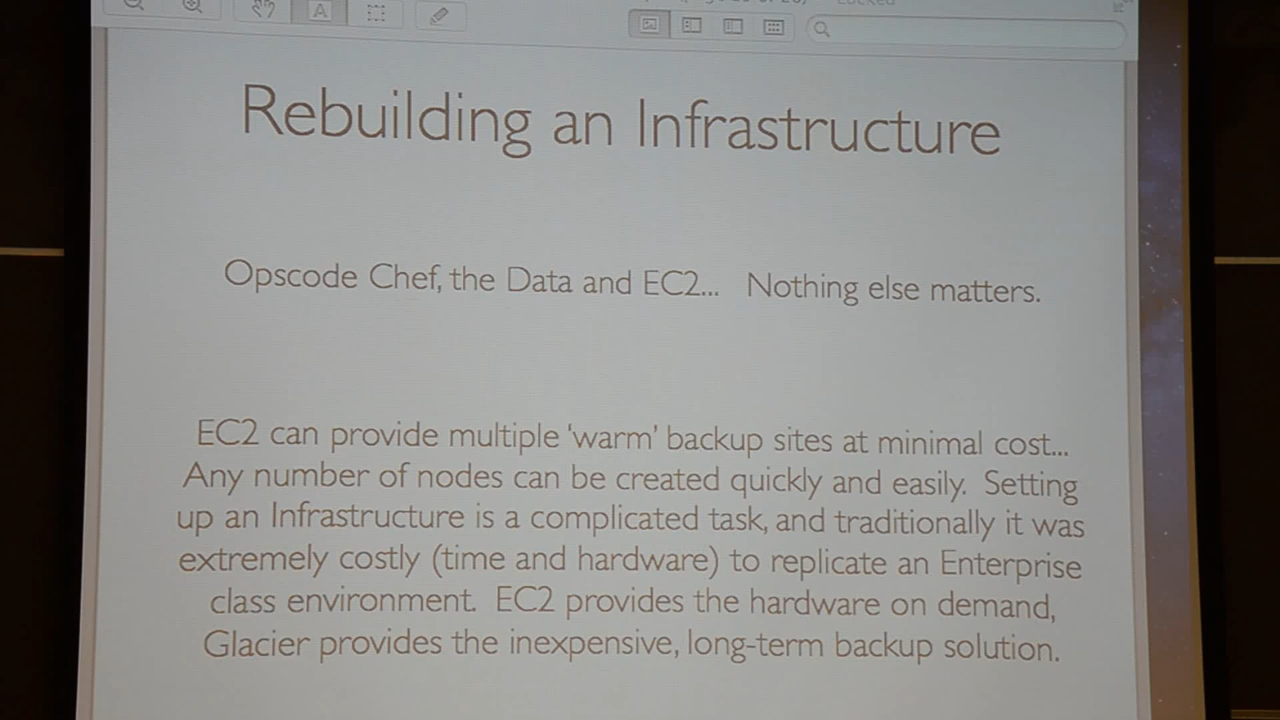 Rebuilding an Infrastructure
Opscode Chef, the Data and EC2... Nothing else matters.
EC2 can provide multiple 'warm' backup sites at minimal cost...
Any number of nodes can be created quickly and easily. Setting
up an Infrastructure is a complicated task, and traditionally it was
extremely costly (time and hardware) to replicate an Enterprise
class environment. EC2 provides the hardware on demand,
Glacier provides the inexpensive, long-term backup solution.